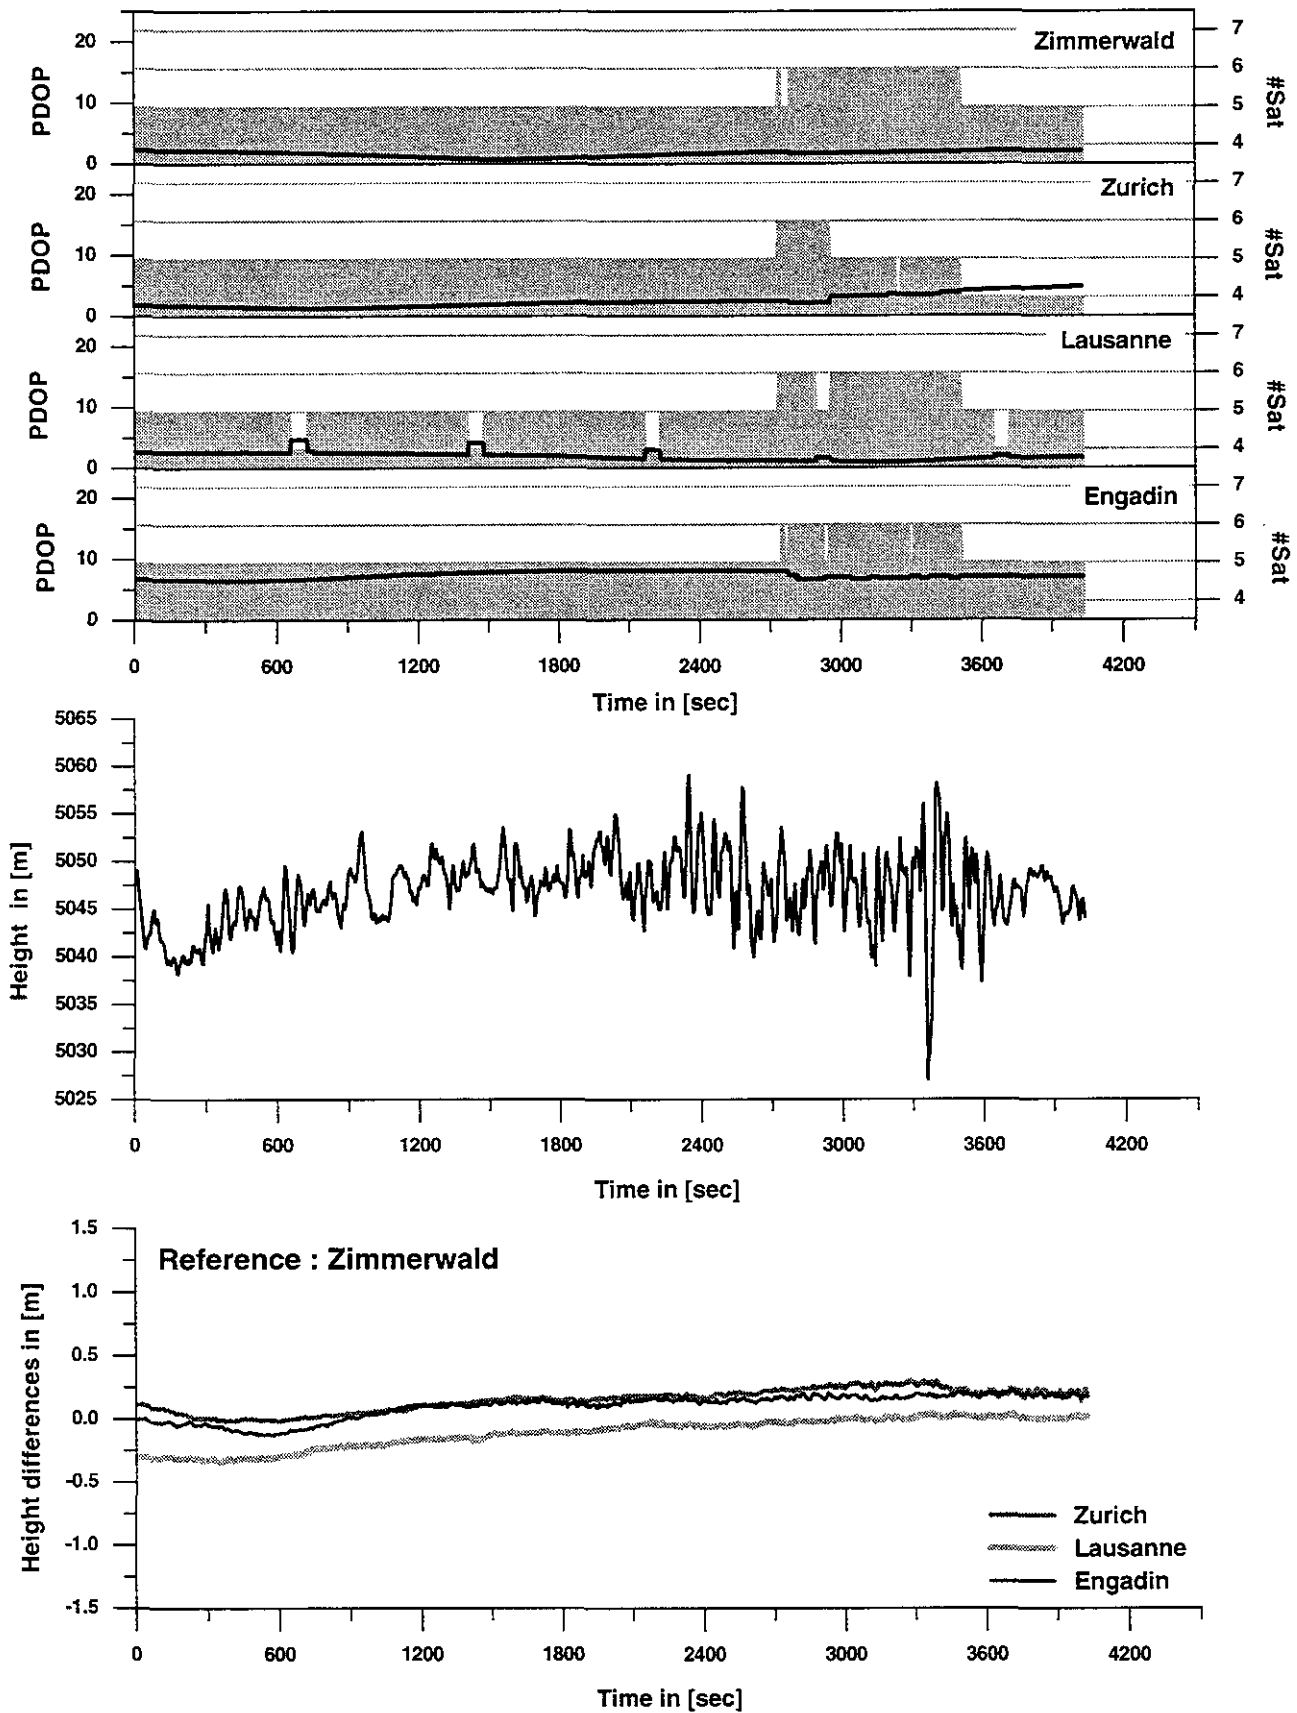 20
10
0
PDOP
Zimmerwald
7
6
5
4
#Sat
20
10
0
PDOP
Zurich
7
6
5
4
#Sat
20
10
0
PDOP
Lausanne
7
6
5
4
#Sat
20
10
0
PDOP
Engadin
7
6
5
4
#Sat
0 600 1200 1800 2400 3000 3600 4200
Time in [sec]
5065
5060
5055
5050
5045
5040
5035
5030
5025
Height in [m]
0 600 1200 1800 2400 3000 3600 4200
Time in [sec]
1.5
1.0
0.5
0.0
-0.5
-1.0
-1.5
Height differences in [m]
Reference : Zimmerwald
Zurich
Lausanne
Engadin
0 600 1200 1800 2400 3000 3600 4200
Time in [sec]